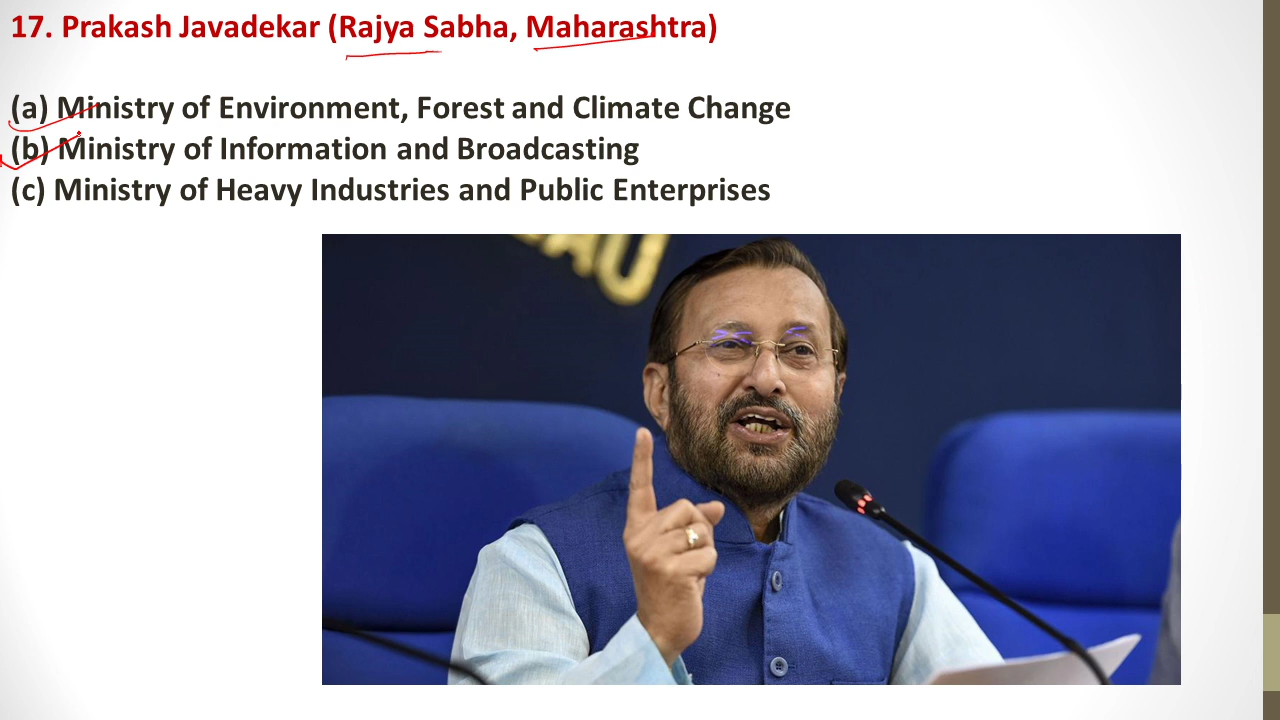 17. Prakash Javadekar (Rajya Sabha, Maharashtra)
(a) Ministry of Environment, Forest and Climate Change
(b) Ministry of Information and Broadcasting
(c) Ministry of Heavy Industries and Public Enterprises